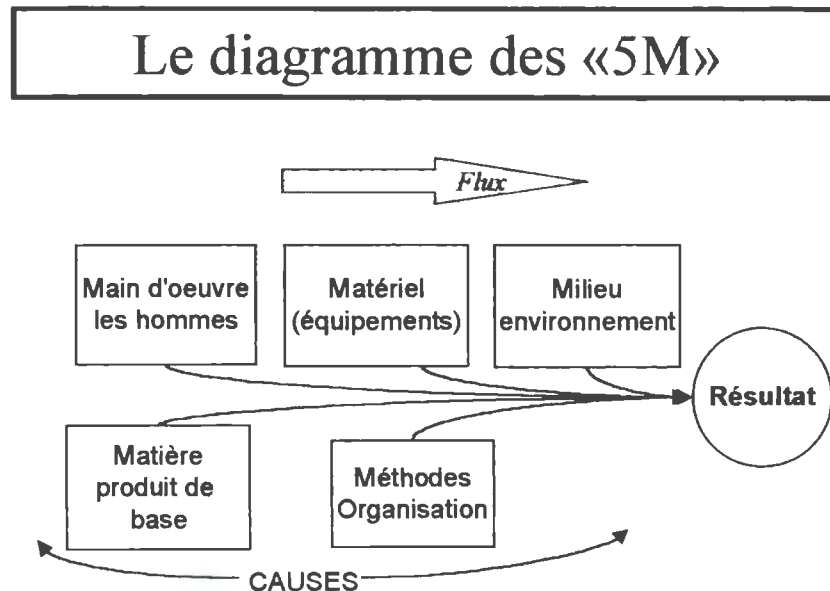 Le diagramme des «5M»
Flux
Main d'oeuvre
les hommes
Matériel
(équipements)
Milieu
environnement
Résultat
Matière
produit de
base
Méthodes
Organisation
CAUSES